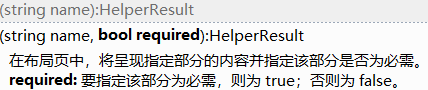 (string name):HelperResult
(string name, bool required):HelperResult
在布局页中，将呈现指定部分的内容并指定该部分是否为必需。
required: 要指定该部分为必需，则为 true；否则为 false。